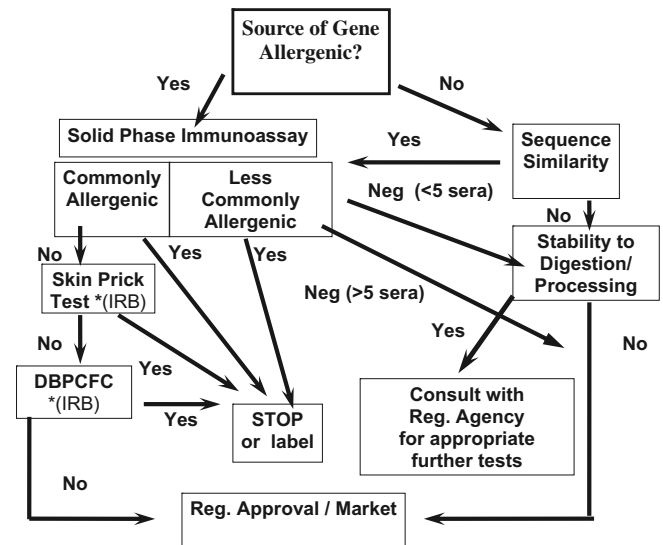 Source of Gene
Allergenic?
Yes
No
Solid Phase Immunoassay
Yes
Sequence
Similarity
Commonly
Allergenic
Less
Commonly
Allergenic
Neg (<5 sera)
No
No
Yes
Yes
Stability to
Digestion/
Processing
Skin Prick
Test *(IRB)
Neg (>5 sera)
No
Yes
Yes
No
DBPCFC
*(IRB)
Yes
STOP
or label
Consult with
Reg. Agency
for appropriate
further tests
No
Reg. Approval / Market